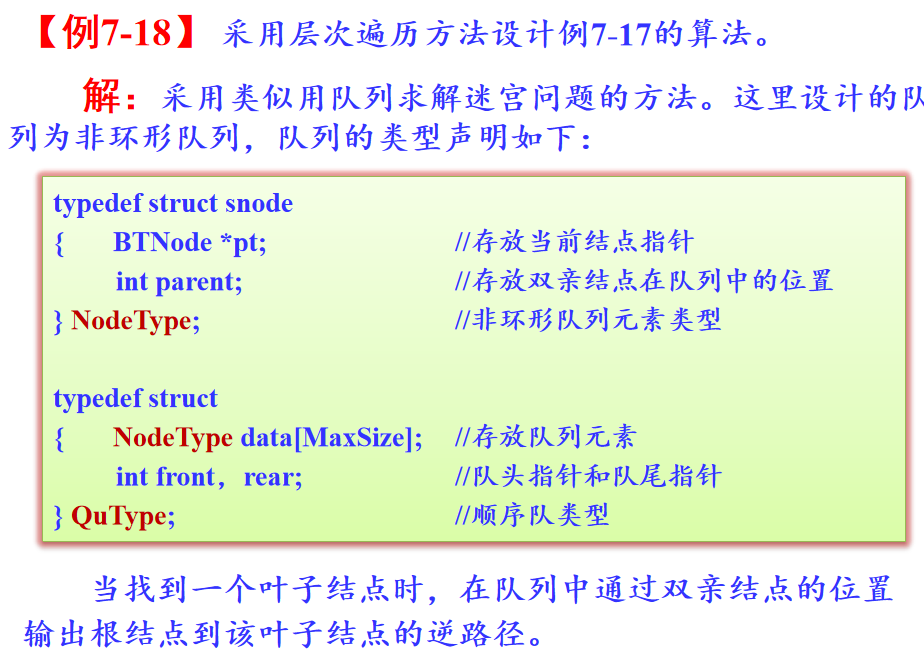 【例7-18】 采用层次遍历方法设计例7-17的算法。
解：采用类似用队列求解迷宫问题的方法。这里设计的队
列为非环形队列，队列的类型声明如下：
typedef struct snode
{ BTNode *pt; //存放当前结点指针
int parent; //存放双亲结点在队列中的位置
} NodeType; //非环形队列元素类型
typedef struct
{ NodeType data[MaxSize]; //存放队列元素
int front，rear; //队头指针和队尾指针
} QuType; //顺序队类型
当找到一个叶子结点时，在队列中通过双亲结点的位置
输出根结点到该叶子结点的逆路径。